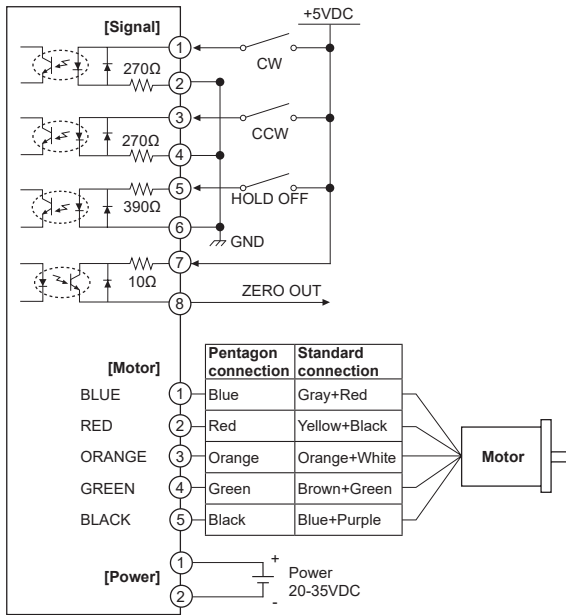 +5VDC
[Signal]
1
CW
270Ω
2
3
CCW
270Ω
4
5
HOLD OFF
390Ω
6
GND
7
10Ω
ZERO OUT
8
[Motor]
Pentagon connection
Standard connection
BLUE 1 Blue Gray+Red
RED 2 Red Yellow+Black
ORANGE 3 Orange Orange+White
GREEN 4 Green Brown+Green
BLACK 5 Black Blue+Purple
Motor
[Power]
1
2
+
-
Power
20-35VDC